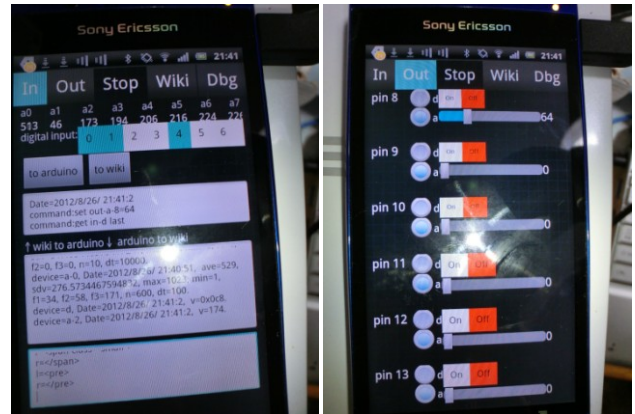 Sony Ericsson
21:41
In Out Stop Wiki Dbg
a0 a1 a2 a3 a4 a5 a6 a7
513 46 173 194 206 216 224
digital input: 0 1 2 3 4 5 6
to arduino to wiki
Date=2012/8/26/ 21:41:2
command:set out-a-8=64
command:get in-d last
↑ wiki to arduino ↓ arduino to wiki
f2=0, f3=0, n=10, dt=10000.
device=a-0, Date=2012/8/26/ 21:40:51, ave=529,
max=1023, min=1,
f1=34, f2=58, f3=171, n=600, dt=100.
device=d, Date=2012/8/26/ 21:41:2, v=0x0c8.
device=a-2, Date=2012/8/26/ 21:41:2, v=174.
r=</span>
l=<pre>
r=</pre>
Sony Ericsson
21:41
In Out Stop Wiki Dbg
pin 8 d On Off
a 64
pin 9 d On Off
a 0
pin 10 d On Off
a 0
pin 11 d On Off
a 0
pin 12 d On Off
a 0
pin 13 d On Off
a 0